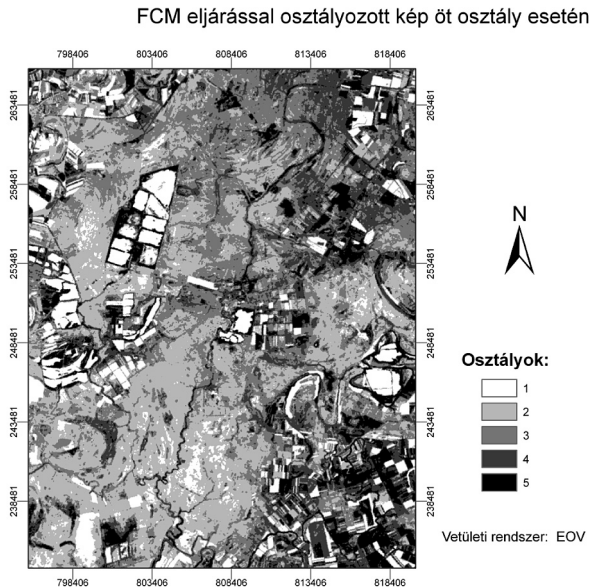 FCM eljárással osztályozott kép öt osztály esetén
798406 803406 808406 813406 818406
263481 263481
258481 258481
253481 253481
N
248481 248481
Osztályok:
1
2
3
4
5
243481 243481
238481 238481
Vetületi rendszer: EOV
798406 803406 808406 813406 818406